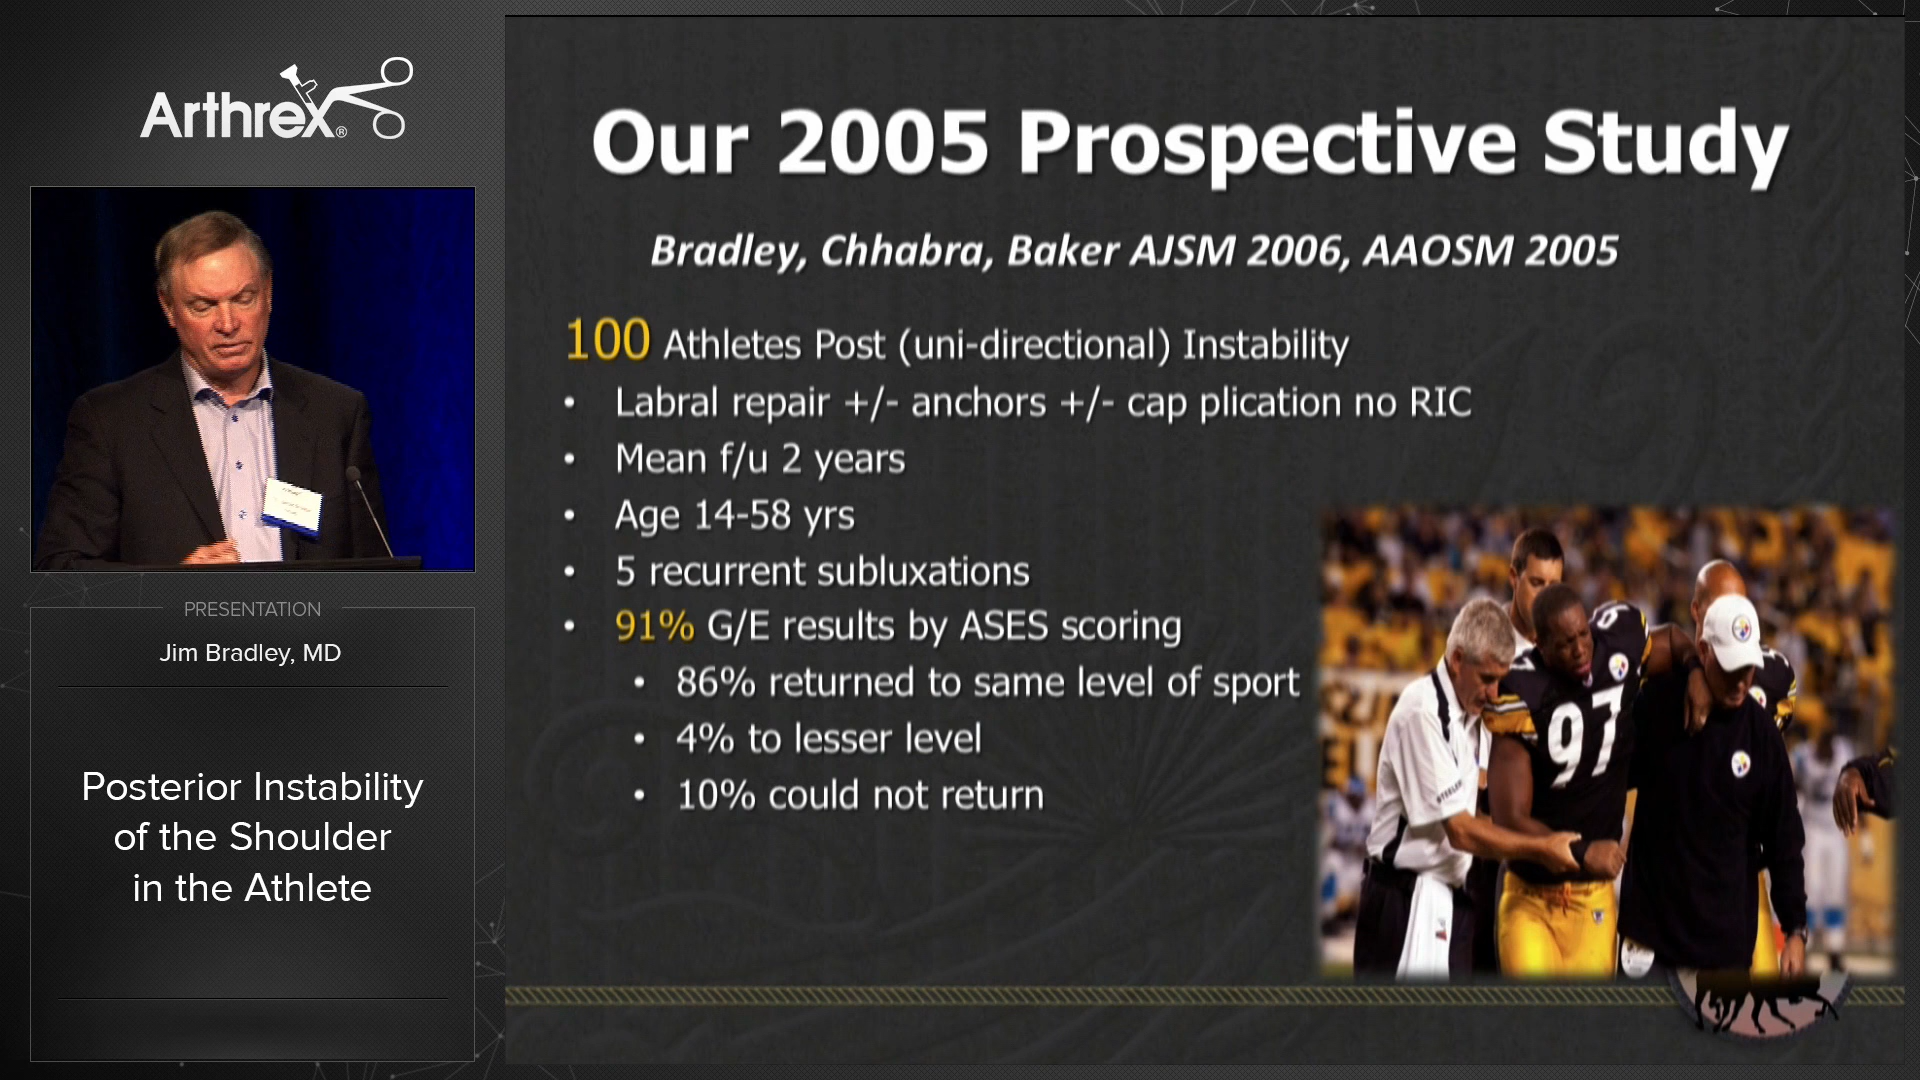 Arthrex®
PRESENTATION
Jim Bradley, MD
Posterior Instability
of the Shoulder
in the Athlete
Our 2005 Prospective Study
Bradley, Chhabra, Baker AJSM 2006, AAOSM 2005
100 Athletes Post (uni-directional) Instability
• Labral repair +/- anchors +/- cap plication no RIC
• Mean f/u 2 years
• Age 14-58 yrs
• 5 recurrent subluxations
• 91% G/E results by ASES scoring
• 86% returned to same level of sport
• 4% to lesser level
• 10% could not return
97
STEELERS